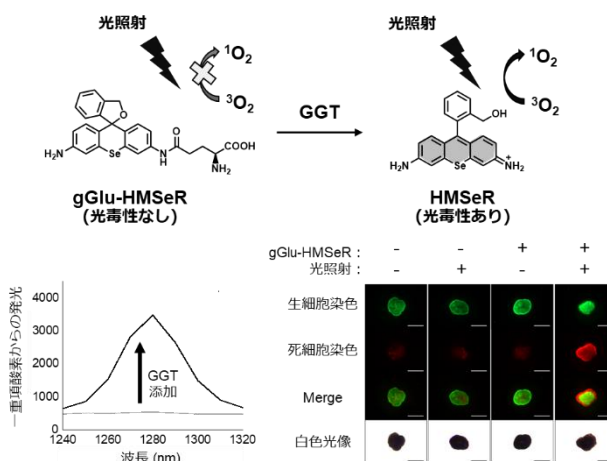 光照射
¹O₂
³O₂
O
O
COOH
H₂N
Se
N
H
NH₂
gGlu-HMSeR
(光毒性なし)
GGT
光照射
¹O₂
³O₂
OH
H₂N
Se
NH₂
+
HMSeR
(光毒性あり)
一重項酸素からの発光
4000
3000
2000
1000
0
1240 1260 1280 1300 1320
波長 (nm)
GGT
添加
gGlu-HMSeR : - - + +
光照射 : - + - +
生細胞染色
死細胞染色
Merge
白色光像